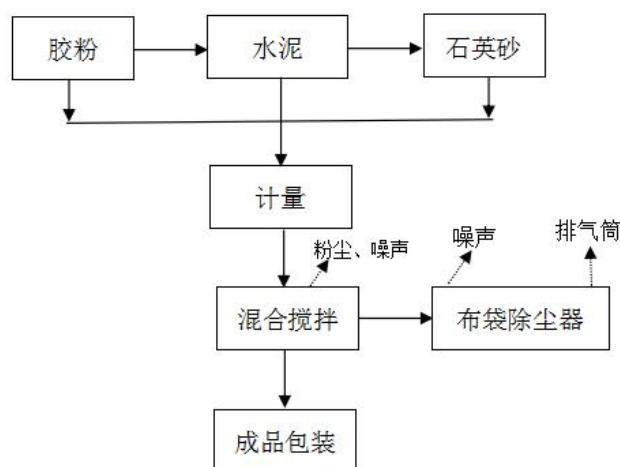 胶粉
水泥
石英砂
计量
粉尘、噪声
噪声
排气筒
混合搅拌
布袋除尘器
成品包装